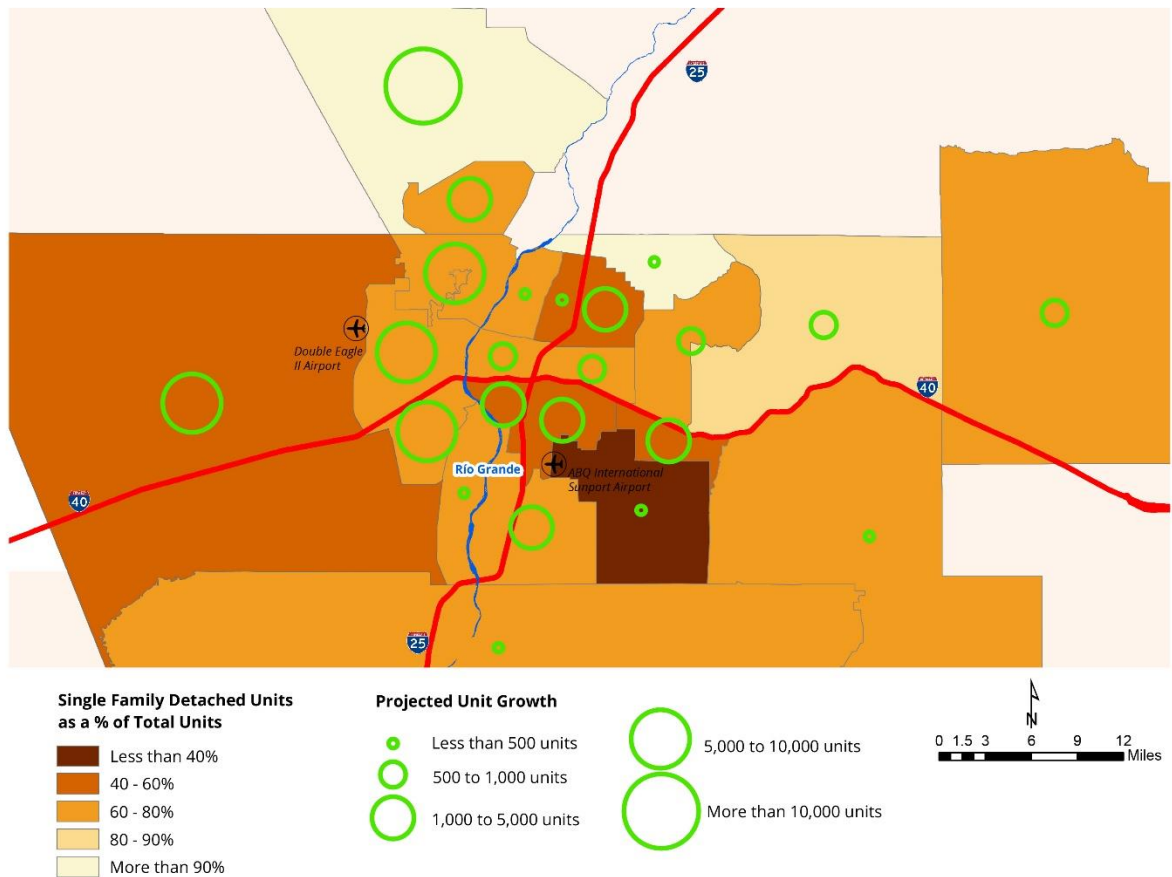 25
Double Eagle
II Airport
40
Río Grande
ABQ International
Sunport Airport
40
25
Single Family Detached Units
as a % of Total Units
Less than 40%
40 - 60%
60 - 80%
80 - 90%
More than 90%
Projected Unit Growth
Less than 500 units
500 to 1,000 units
1,000 to 5,000 units
5,000 to 10,000 units
More than 10,000 units
N
0 1.5 3 6 9 12
Miles